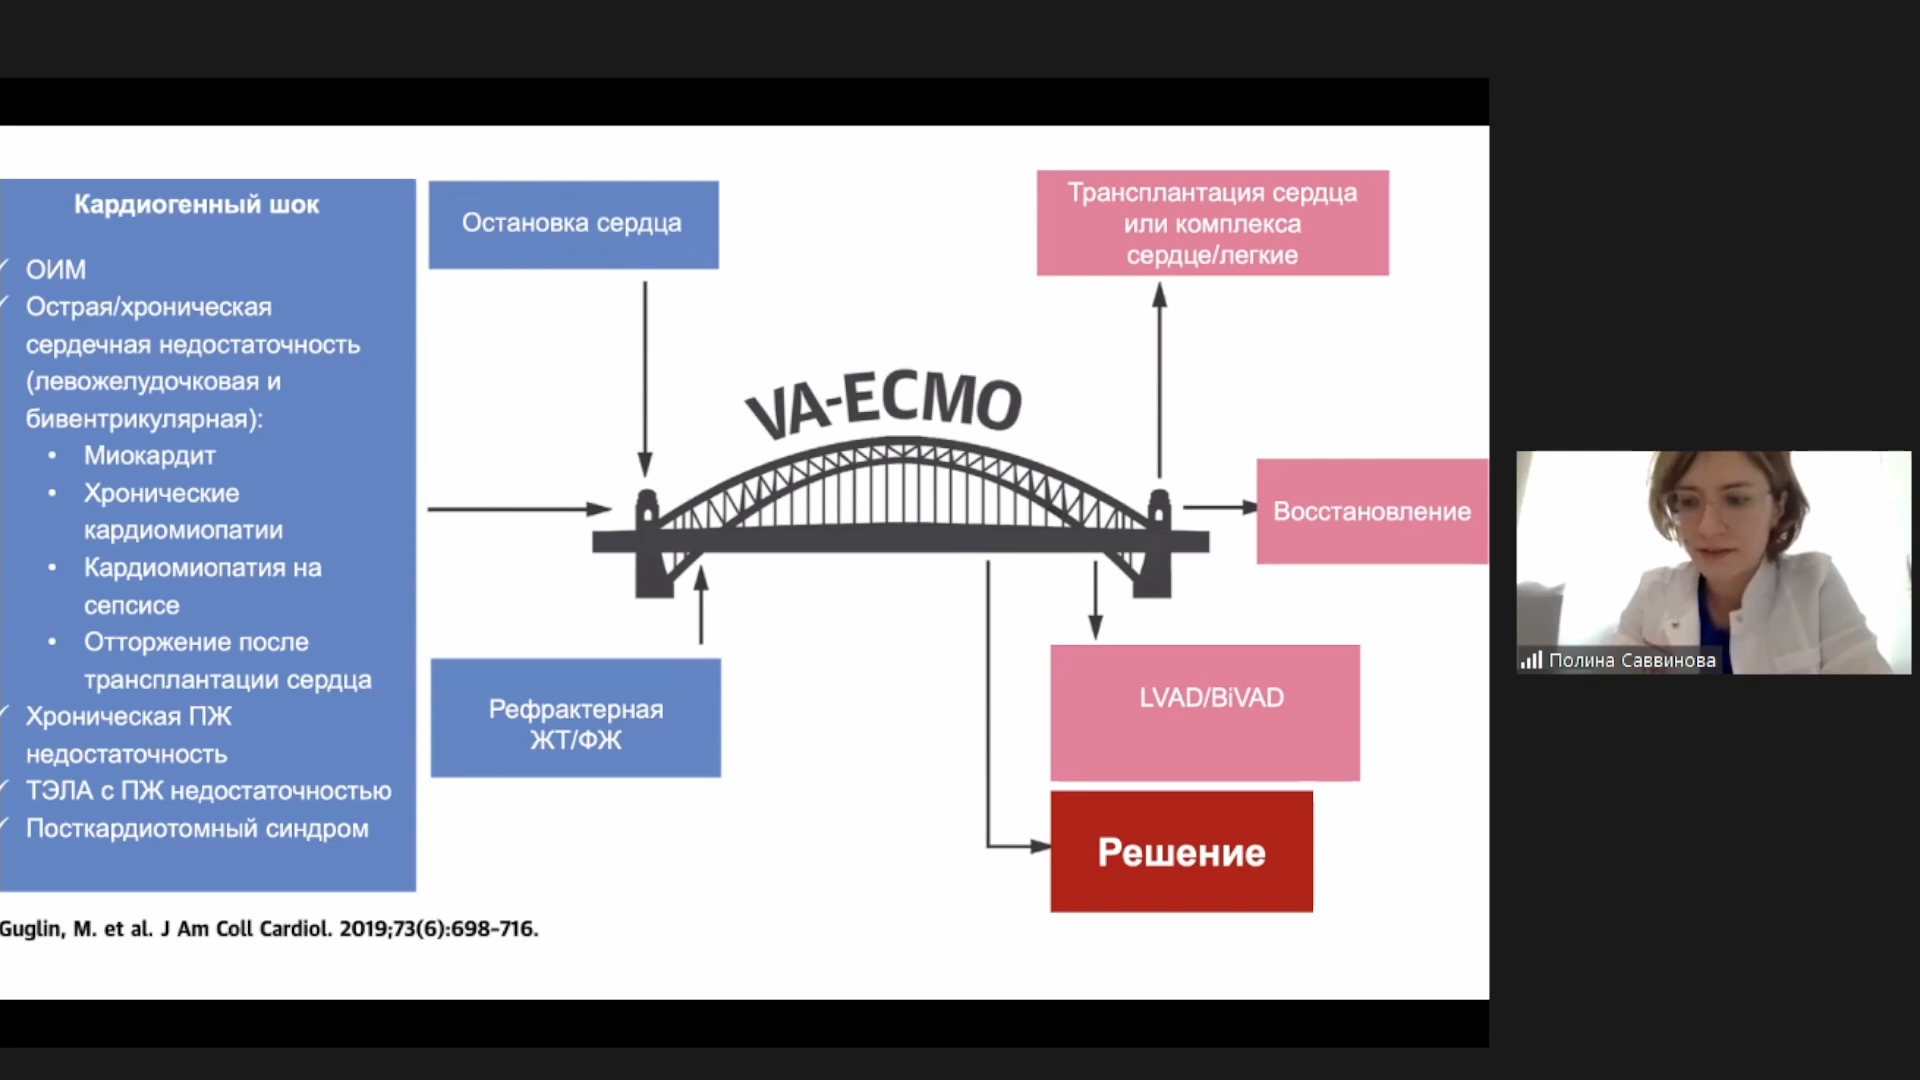 Кардиогенный шок
ОИМ
Острая/хроническая
сердечная недостаточность
(левожелудочковая и
бивентрикулярная):
• Миокардит
• Хронические
кардиомиопатии
• Кардиомиопатия на
сепсисе
• Отторжение после
трансплантации сердца
Хроническая ПЖ
недостаточность
ТЭЛА с ПЖ недостаточностью
Посткардиотомный синдром
Остановка сердца
Рефрактерная
ЖТ/ФЖ
VA-ECMO
Трансплантация сердца
или комплекса
сердце/легкие
Восстановление
LVAD/BiVAD
Решение
Guglin, M. et al. J Am Coll Cardiol. 2019;73(6):698–716.
Полина Саввинова